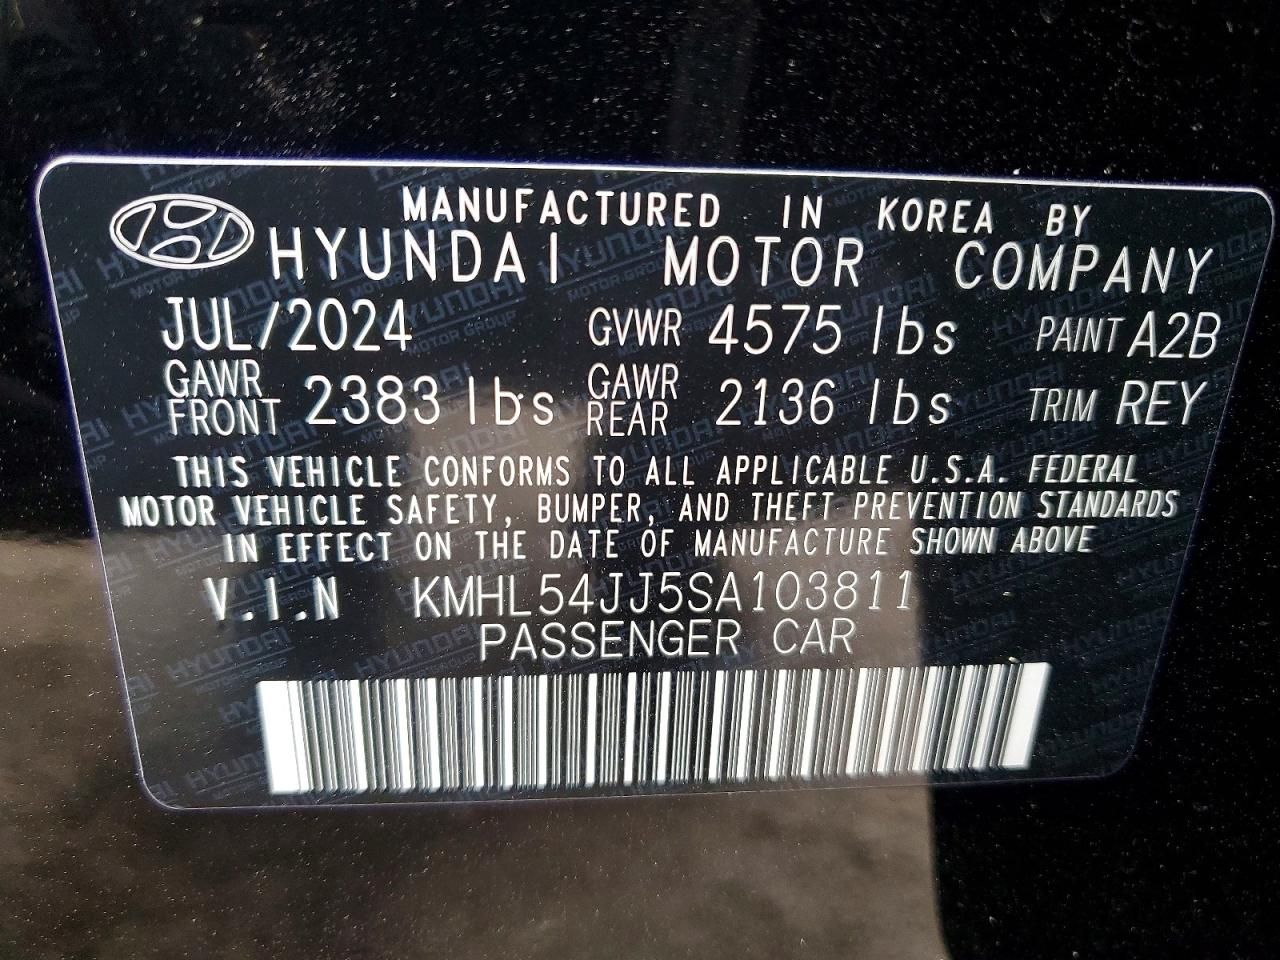 MANUFACTURED IN KOREA BY
HYUNDAI MOTOR COMPANY
JUL/2024 GVWR 4575 lbs PAINT A2B
GAWR FRONT 2383 lbs GAWR REAR 2136 lbs TRIM REY
THIS VEHICLE CONFORMS TO ALL APPLICABLE U.S.A. FEDERAL
MOTOR VEHICLE SAFETY, BUMPER, AND THEFT PREVENTION STANDARDS
IN EFFECT ON THE DATE OF MANUFACTURE SHOWN ABOVE
V.I.N KMHL54JJ5SA103811
PASSENGER CAR